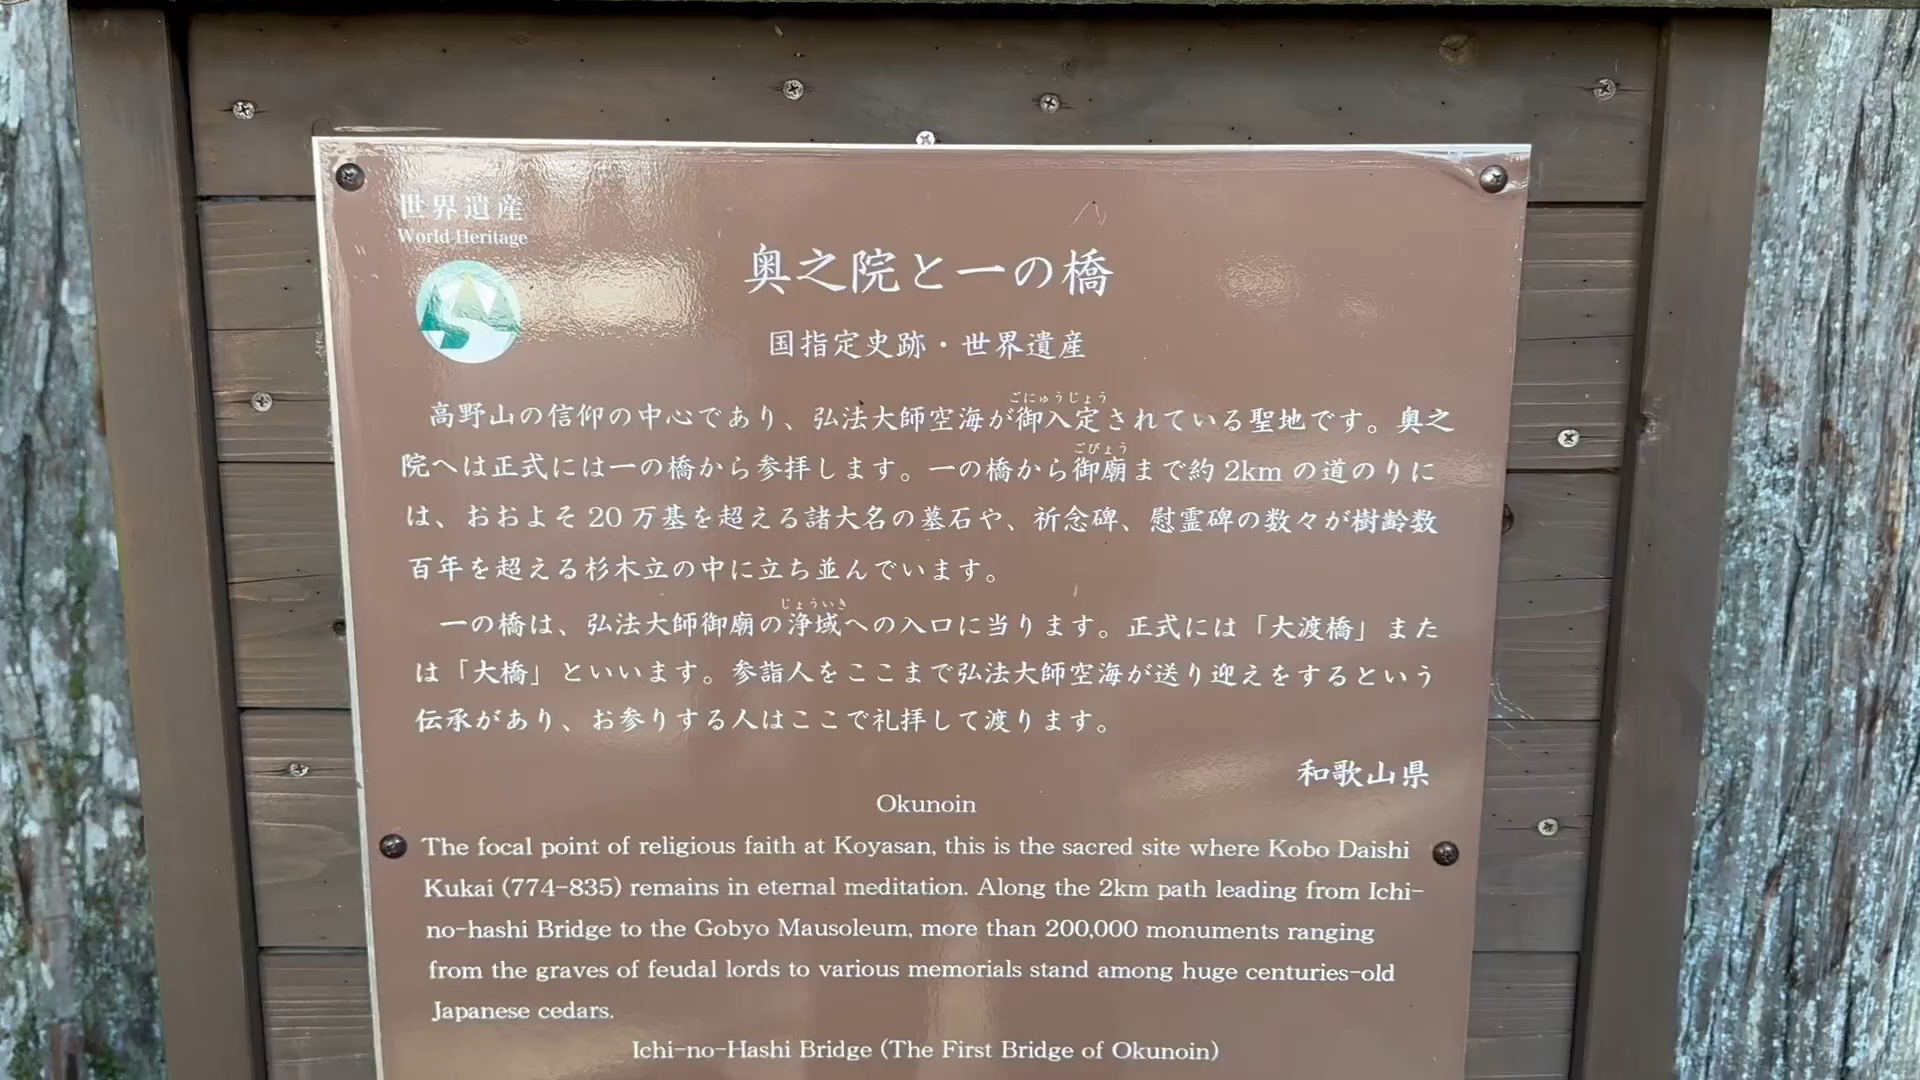 世界遺産
World Heritage
奥之院と一の橋
国指定史跡・世界遺産
ごにゅうじょう
高野山の信仰の中心であり、弘法大師空海が御入定されている聖地です。奥之
ごびょう
院へは正式には一の橋から参拝します。一の橋から御廟まで約 2km の道のりに
は、おおよそ 20 万基を超える諸大名の墓石や、祈念碑、慰霊碑の数々が樹齢数
百年を超える杉木立の中に立ち並んでいます。
じょういき
一の橋は、弘法大師御廟の浄域への入口に当ります。正式には「大渡橋」また
は「大橋」といいます。参詣人をここまで弘法大師空海が送り迎えをするという
伝承があり、お参りする人はここで礼拝して渡ります。
和歌山県
Okunoin
The focal point of religious faith at Koyasan, this is the sacred site where Kobo Daishi
Kukai (774-835) remains in eternal meditation. Along the 2km path leading from Ichi-
no-hashi Bridge to the Gobyo Mausoleum, more than 200,000 monuments ranging
from the graves of feudal lords to various memorials stand among huge centuries-old
Japanese cedars.
Ichi-no-Hashi Bridge (The First Bridge of Okunoin)